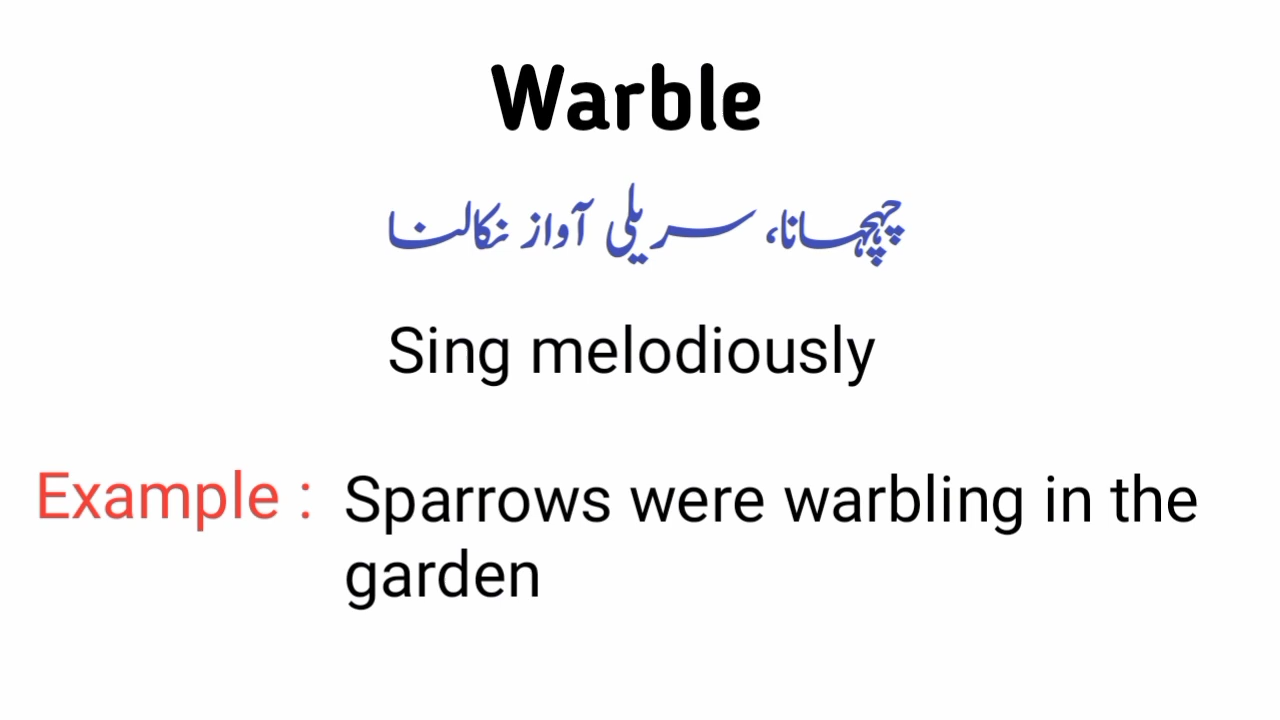 Warble
چہچہانا، سریلی آواز نکالنا
Sing melodiously
Example : Sparrows were warbling in the
garden